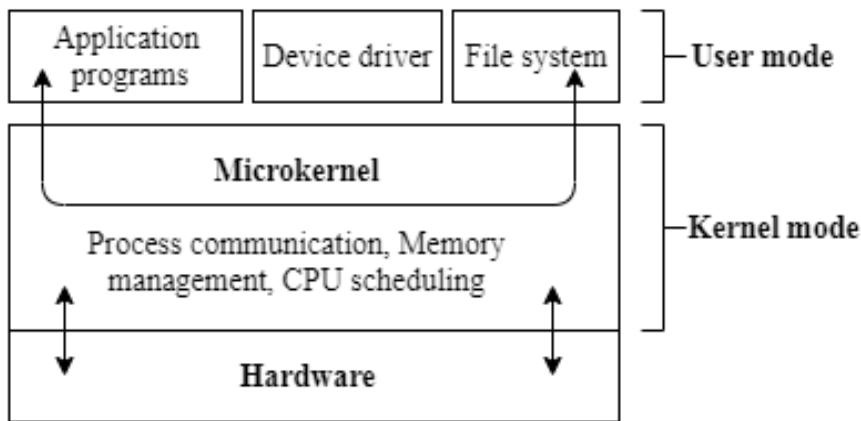 Application
programs
Device driver
File system
User mode
Microkernel
Process communication, Memory
management, CPU scheduling
Kernel mode
Hardware